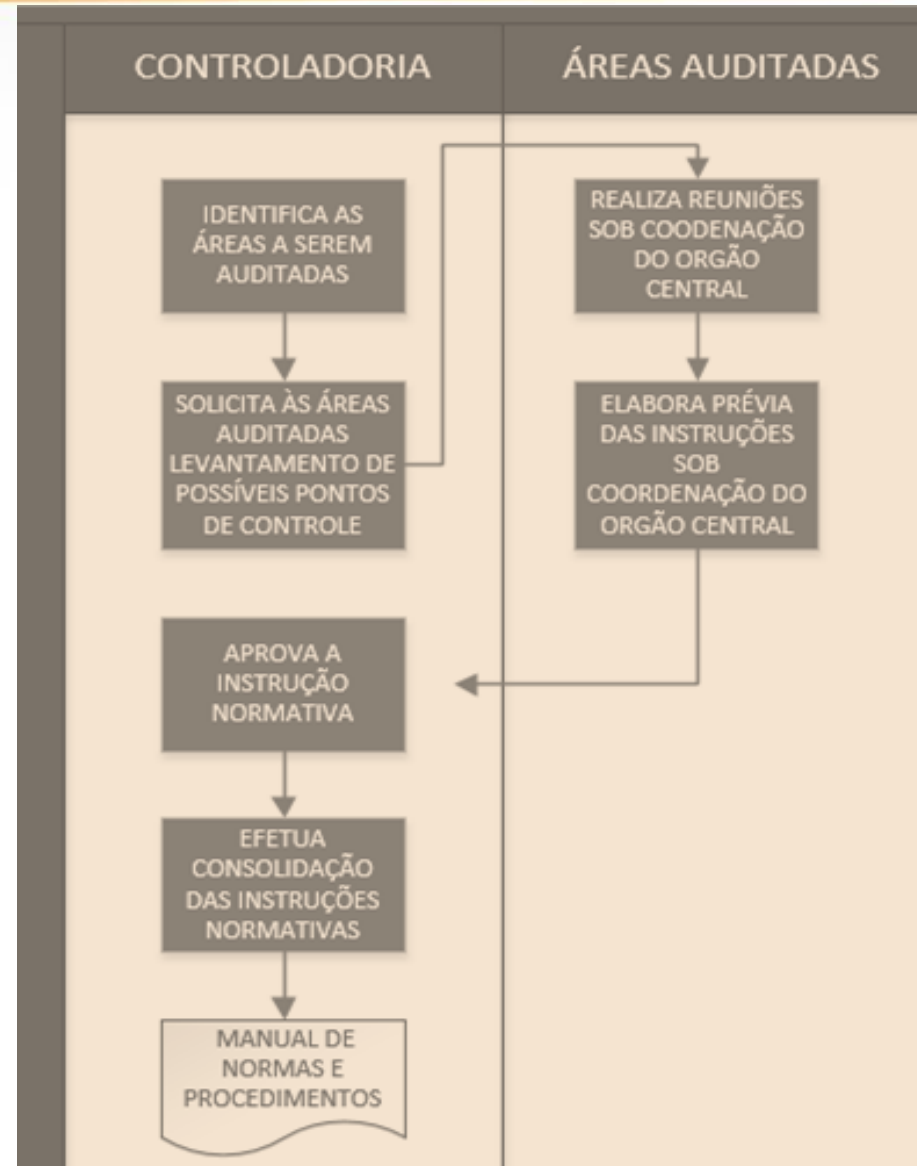 CONTROLADORIA
ÁREAS AUDITADAS
IDENTIFICA AS
ÁREAS A SEREM
AUDITADAS
SOLICITA ÀS ÁREAS
AUDITADAS
LEVANTAMENTO DE
POSSÍVEIS PONTOS
DE CONTROLE
REALIZA REUNIÕES
SOB COODENAÇÃO
DO ORGÃO
CENTRAL
ELABORA PRÉVIA
DAS INSTRUÇÕES
SOB
COORDENAÇÃO DO
ORGÃO CENTRAL
APROVA A
INSTRUÇÃO
NORMATIVA
EFETUA
CONSOLIDAÇÃO
DAS INSTRUÇÕES
NORMATIVAS
MANUAL DE
NORMAS E
PROCEDIMENTOS